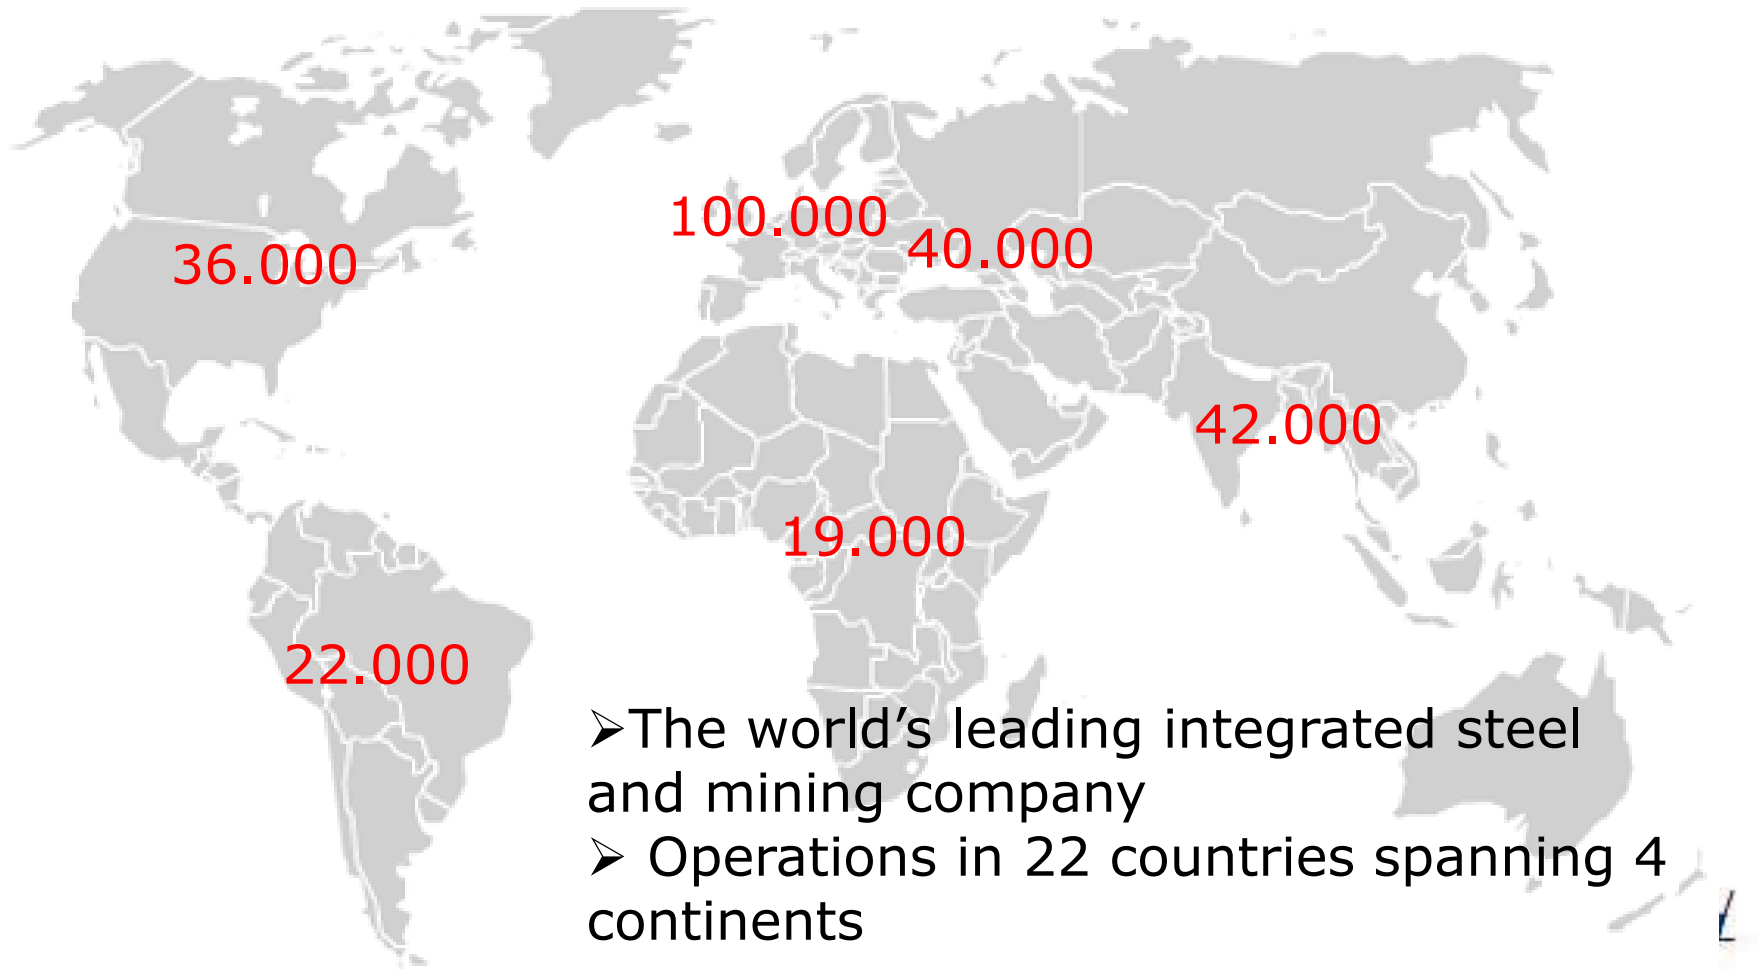 100.000
40.000
36.000
42.000
19.000
22.000
➢The world’s leading integrated steel
and mining company
➢ Operations in 22 countries spanning 4
continents